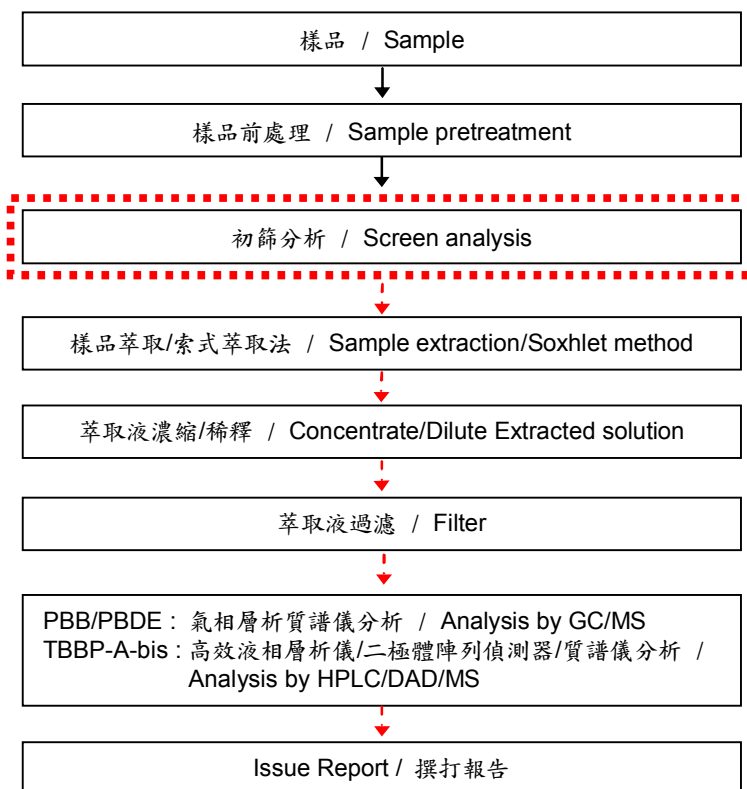 樣品 / Sample
樣品前處理 / Sample pretreatment
初篩分析 / Screen analysis
樣品萃取/索式萃取法 / Sample extraction/Soxhlet method
萃取液濃縮/稀釋 / Concentrate/Dilute Extracted solution
萃取液過濾 / Filter
PBB/PBDE : 氣相層析質譜儀分析 / Analysis by GC/MS
TBBP-A-bis : 高效液相層析儀/二極體陣列偵測器/質譜儀分析 /
Analysis by HPLC/DAD/MS
Issue Report / 撰打報告